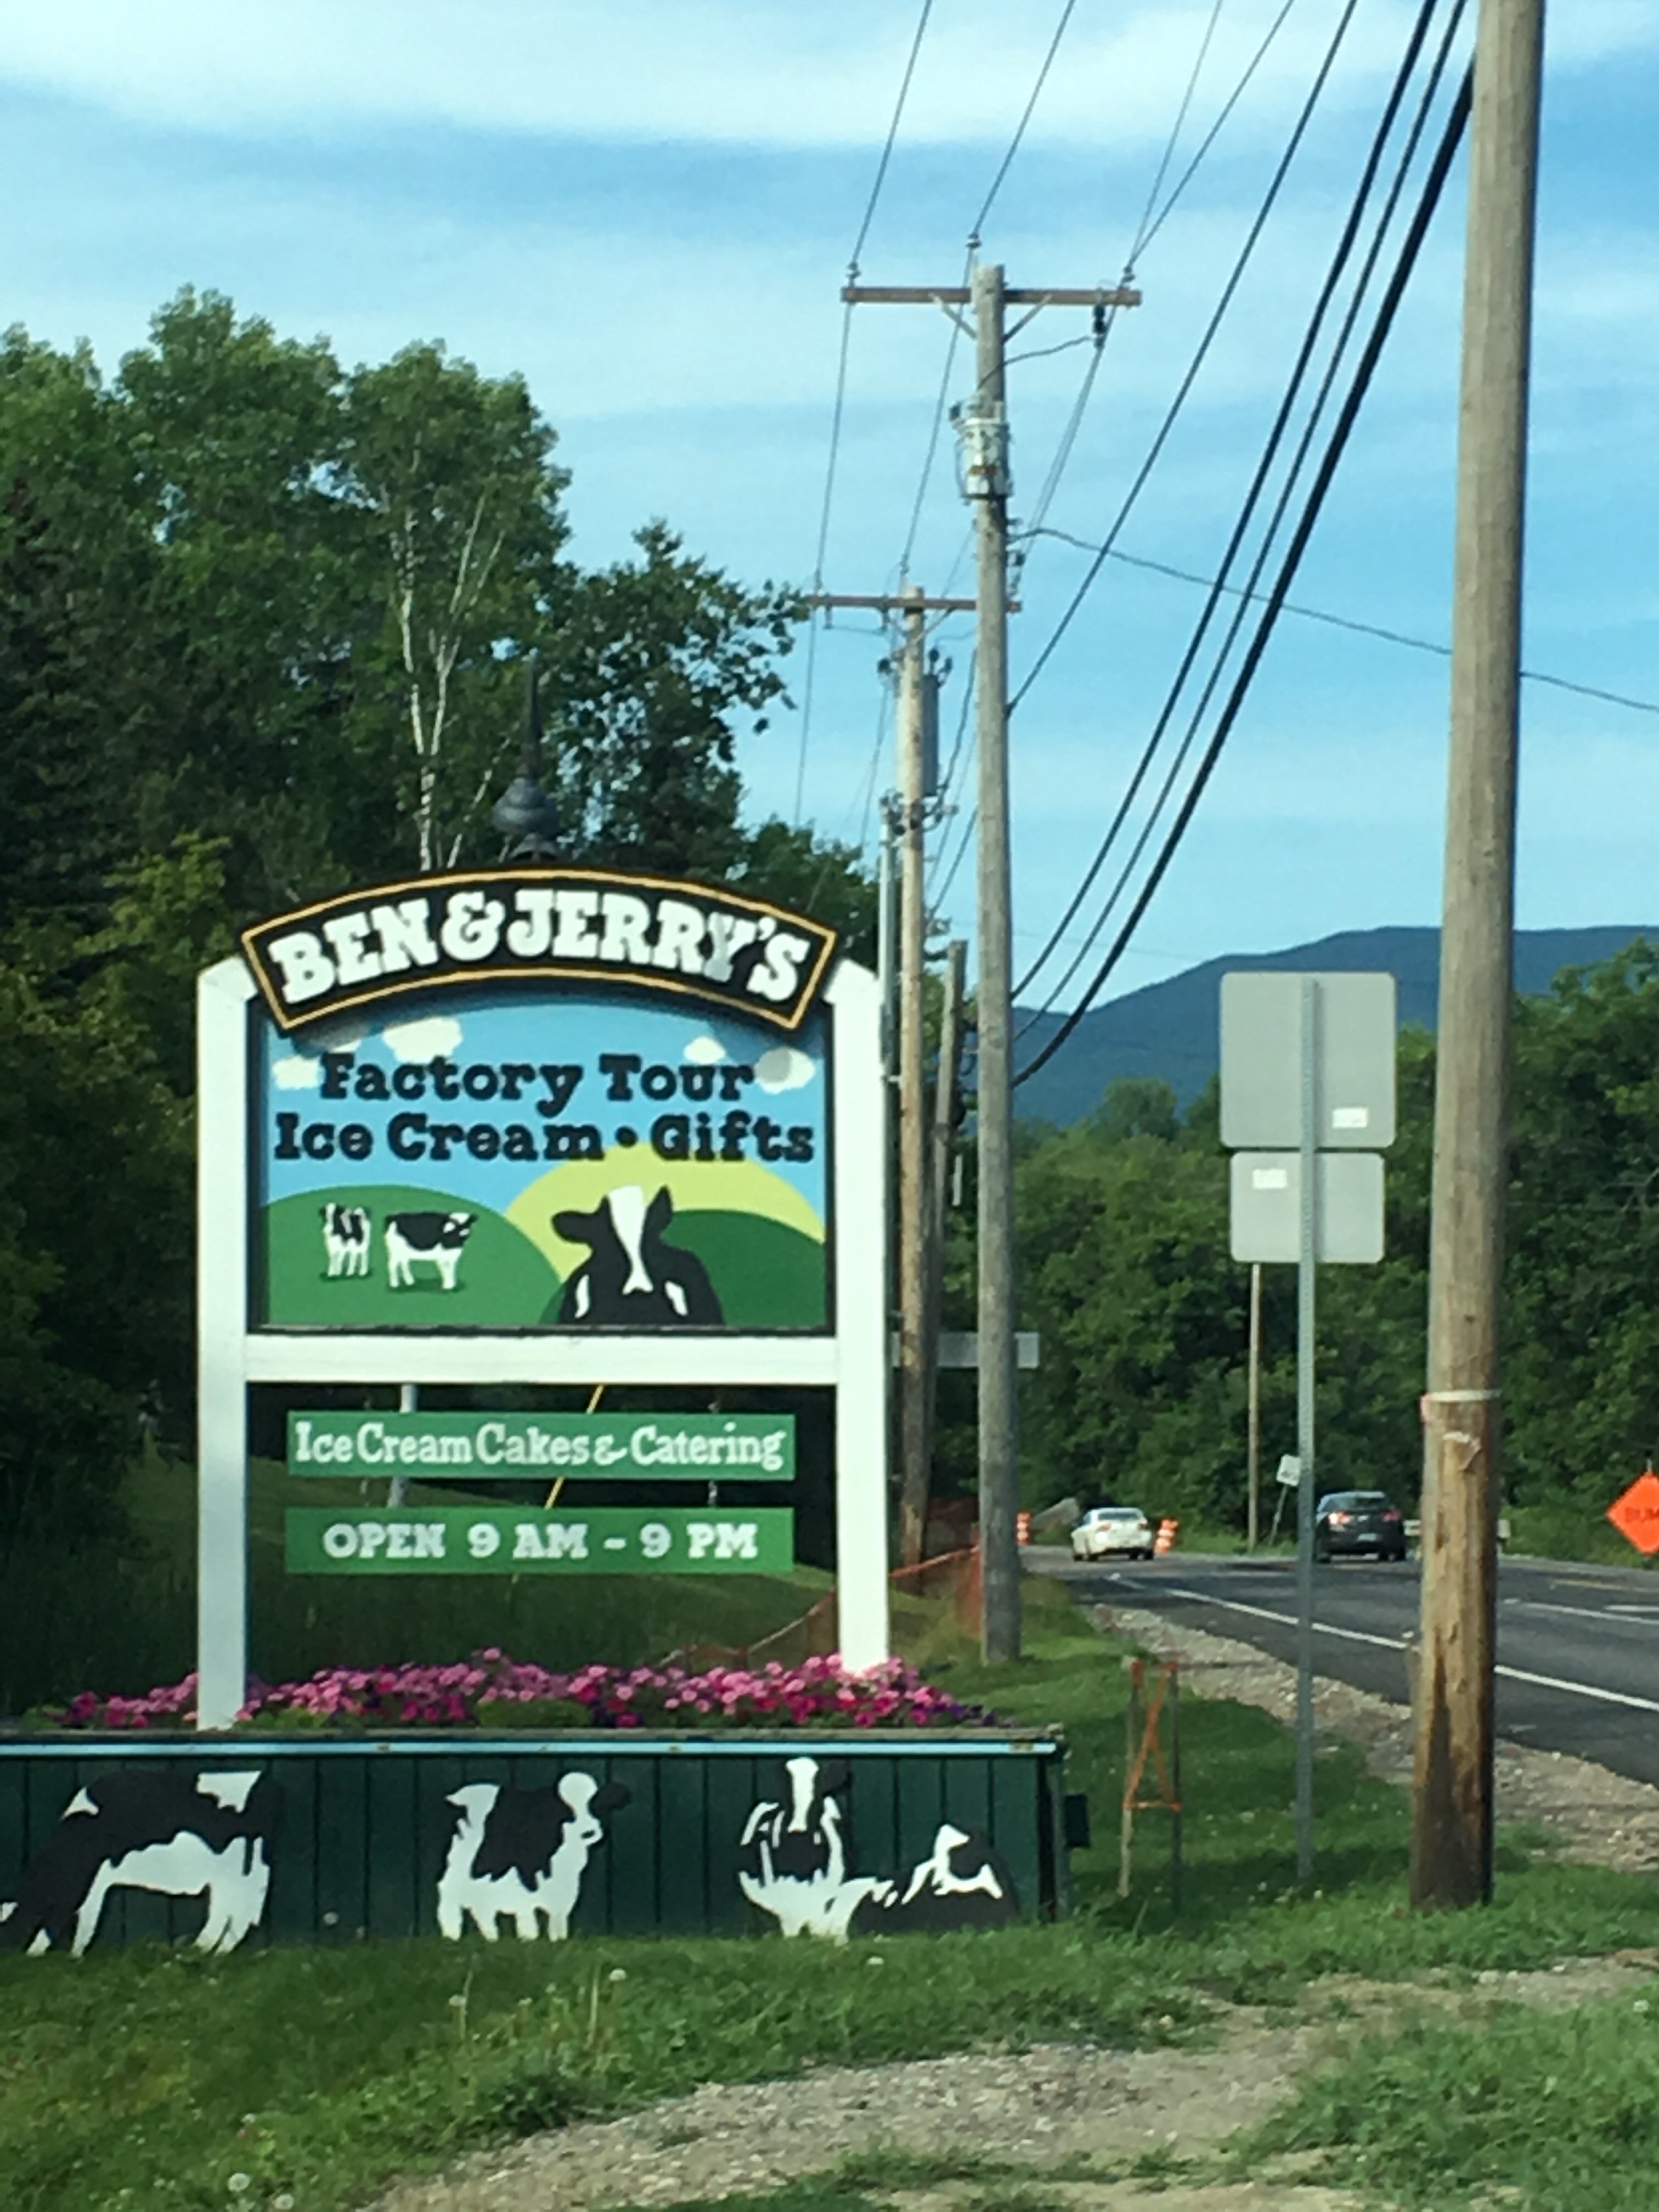 BEN & JERRY'S
Factory Tour
Ice Cream • Gifts
Ice Cream Cakes & Catering
OPEN 9 AM – 9 PM